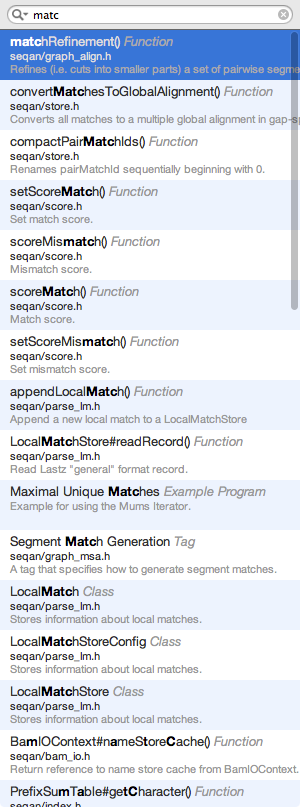 matc
matchRefinement() Function
seqan/graph_align.h
Refines (i.e. cuts into smaller parts) a set of pairwise segme
convertMatchesToGlobalAlignment() Function
seqan/store.h
Converts all matches to a multiple global alignment in gap-s
compactPairMatchIds() Function
seqan/store.h
Renames pairMatchId sequentially beginning with 0.
setScoreMatch() Function
seqan/score.h
Set match score.
scoreMismatch() Function
seqan/score.h
Mismatch score.
scoreMatch() Function
seqan/score.h
Match score.
setScoreMismatch() Function
seqan/score.h
Set mismatch score.
appendLocalMatch() Function
seqan/parse_lm.h
Append a new local match to a LocalMatchStore
LocalMatchStore#readRecord() Function
seqan/parse_lm.h
Read Lastz "general" format record.
Maximal Unique Matches Example Program
Example for using the Mums Iterator.
Segment Match Generation Tag
seqan/graph_msa.h
A tag that specifies how to generate segment matches.
LocalMatch Class
seqan/parse_lm.h
Stores information about local matches.
LocalMatchStoreConfig Class
seqan/parse_lm.h
Stores information about local matches.
LocalMatchStore Class
seqan/parse_lm.h
Stores information about local matches.
BamIOContext#nameStoreCache() Function
seqan/bam_io.h
Return reference to name store cache from BamIOContext.
PrefixSumTable#getCharacter() Function
seqan/index.h